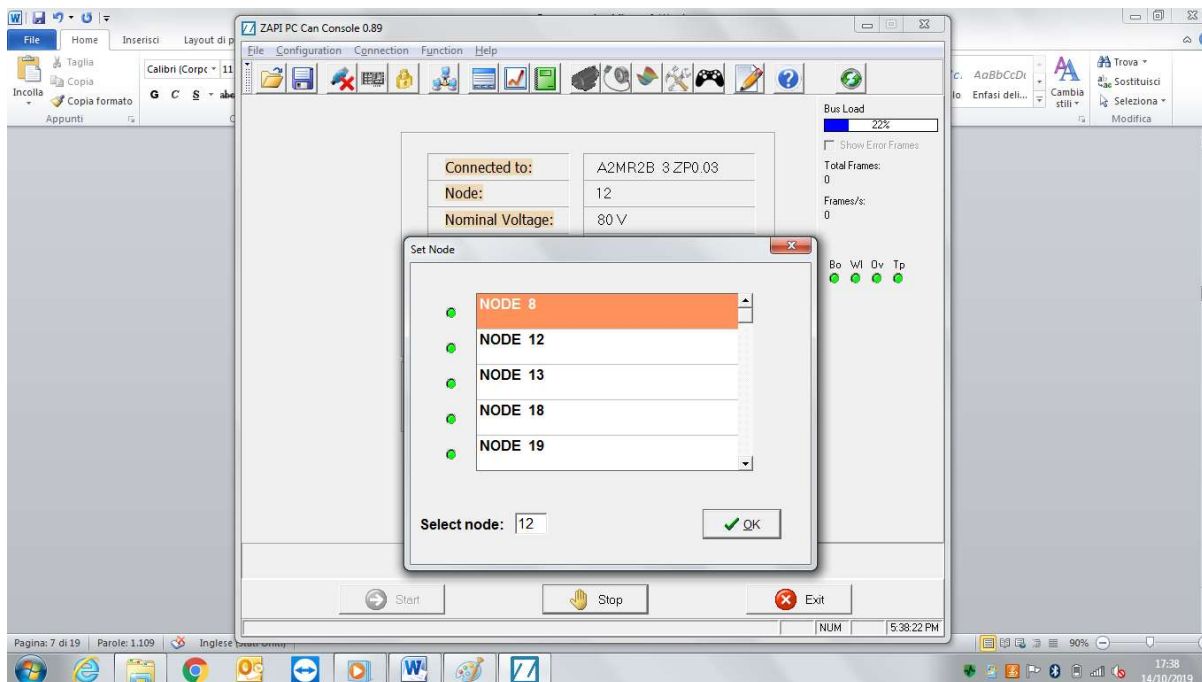 File Home Inserisci Layout di p
Taglia
Copia
Copia formato
Incolla
Appunti
Calibri (Corpo 11
G C S abe
ZAPI PC Can Console 0.89
File Configuration Connection Function Help
AaBbCcDc
Enfasi deli...
Cambia
stili
Trova
Sostituisci
Seleziona
Modifica
Bus Load
22%
Show Error Frames
Total Frames:
0
Frames/s:
0
Bo Wl Ov Tp
Connected to: A2MR2B 3 ZP0.03
Node: 12
Nominal Voltage: 80 V
Set Node
NODE 8
NODE 12
NODE 13
NODE 18
NODE 19
Select node: 12
OK
Start Stop Exit
NUM 5:38:22 PM
Pagina: 7 di 19 Parole: 1.109 Inglese
90%
17:38
14/10/2019